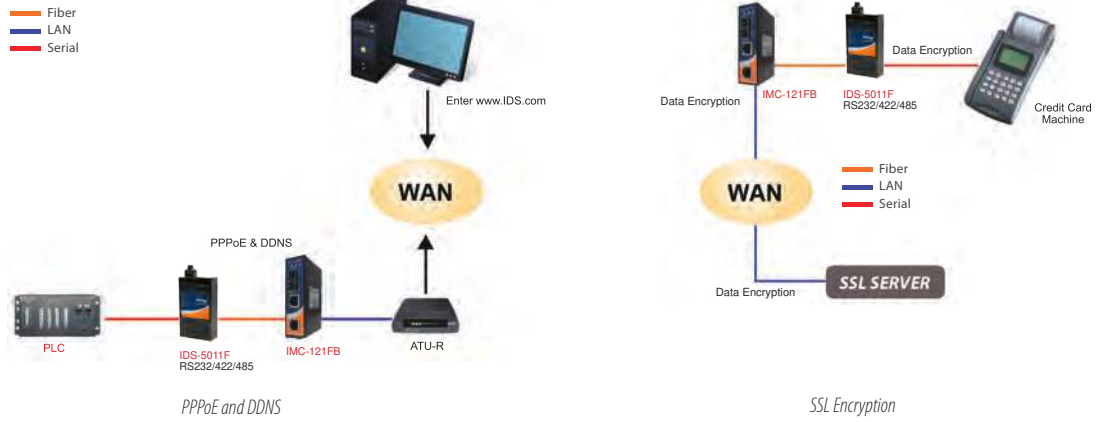 Fiber
LAN
Serial
Enter www.IDS.com
WAN
PPPoE & DDNS
PLC
IDS-5011F
RS232/422/485
IMC-121FB
ATU-R
PPPoE and DDNS
Data Encryption
Data Encryption
IMC-121FB
IDS-5011F
RS232/422/485
Credit Card
Machine
WAN
Fiber
LAN
Serial
Data Encryption
SSL SERVER
SSL Encryption